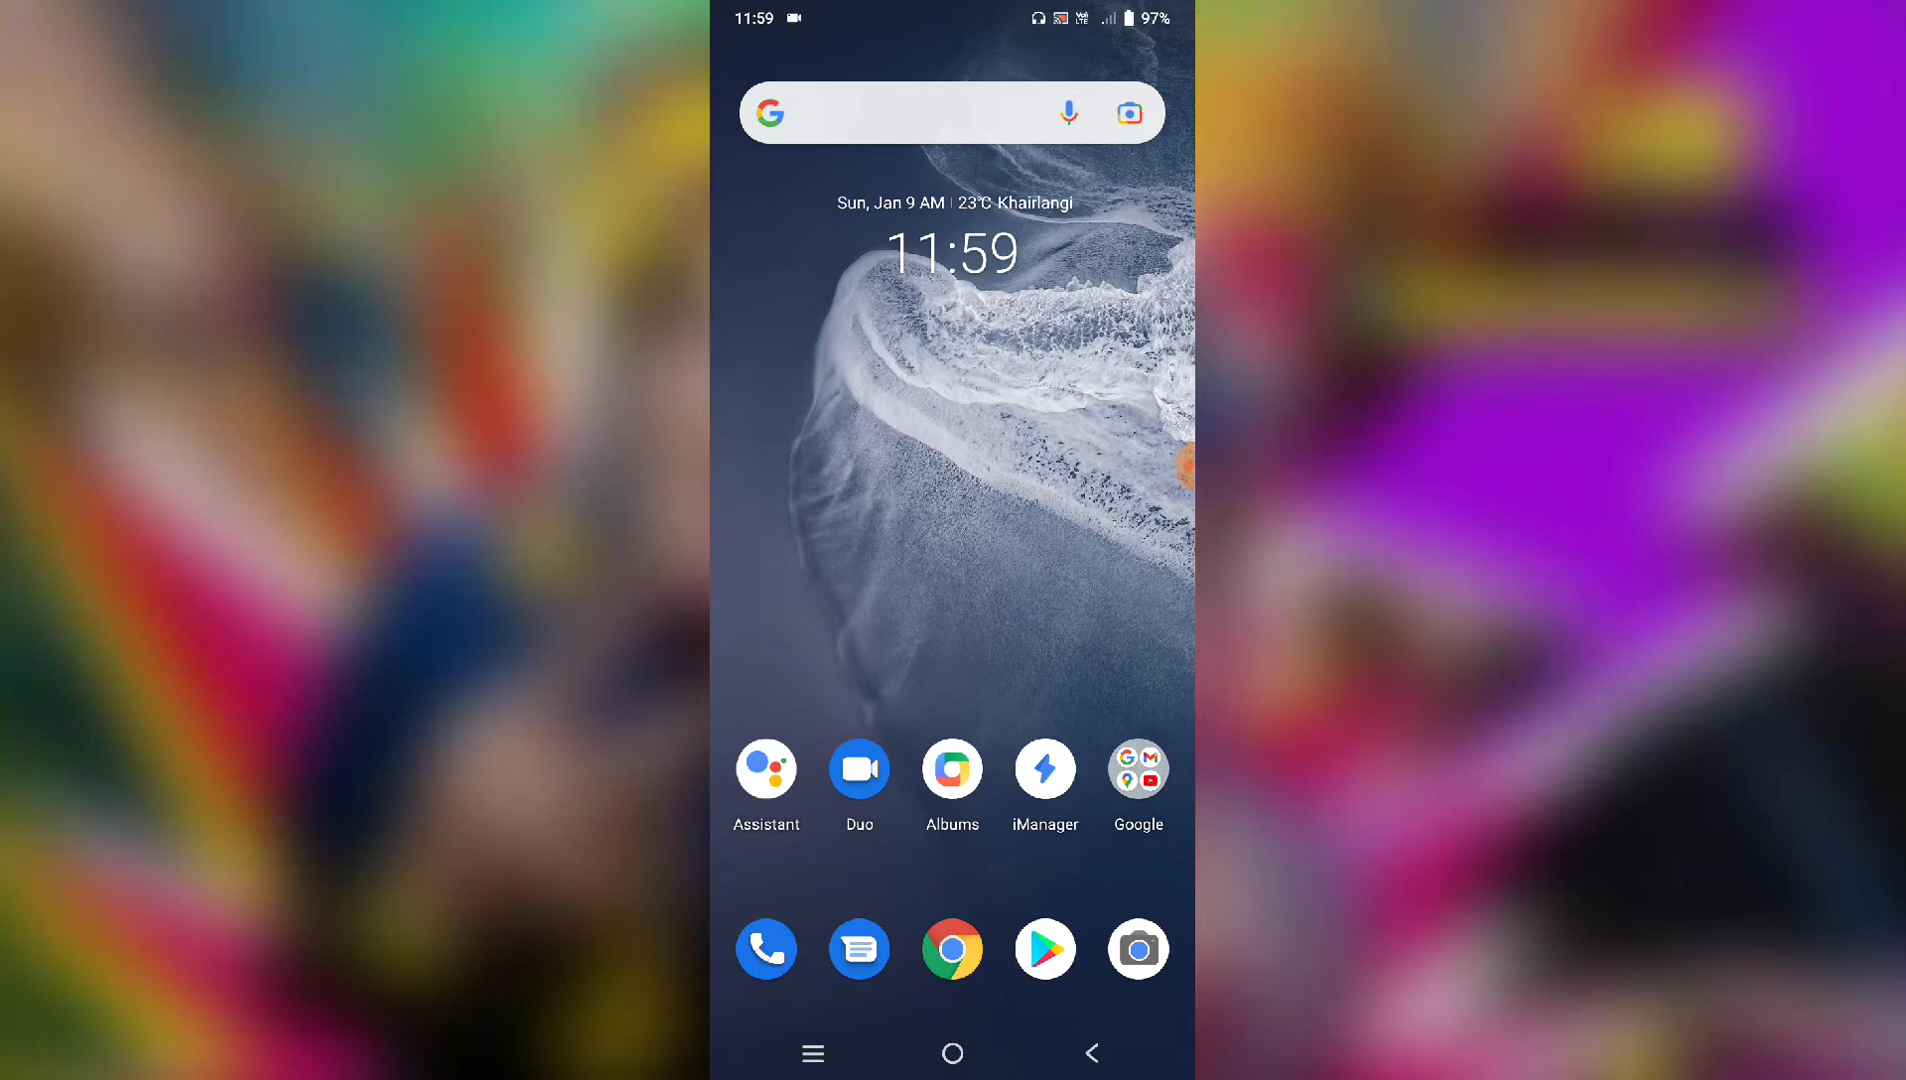 11:59 97%
Sun, Jan 9 AM | 23°C Khairlangi
11:59
Assistant Duo Albums iManager Google